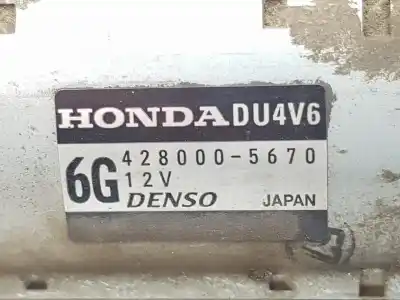 HONDA DU4V6
6G 428000-5670
12V
DENSO JAPAN